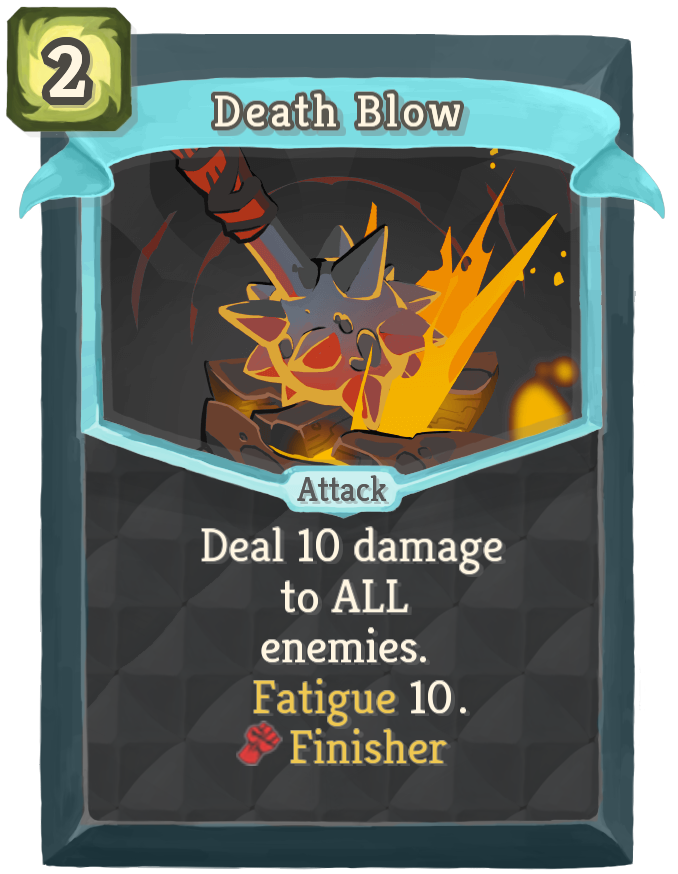 2
Death Blow
Attack
Deal 10 damage
to ALL
enemies.
Fatigue 10.
Finisher